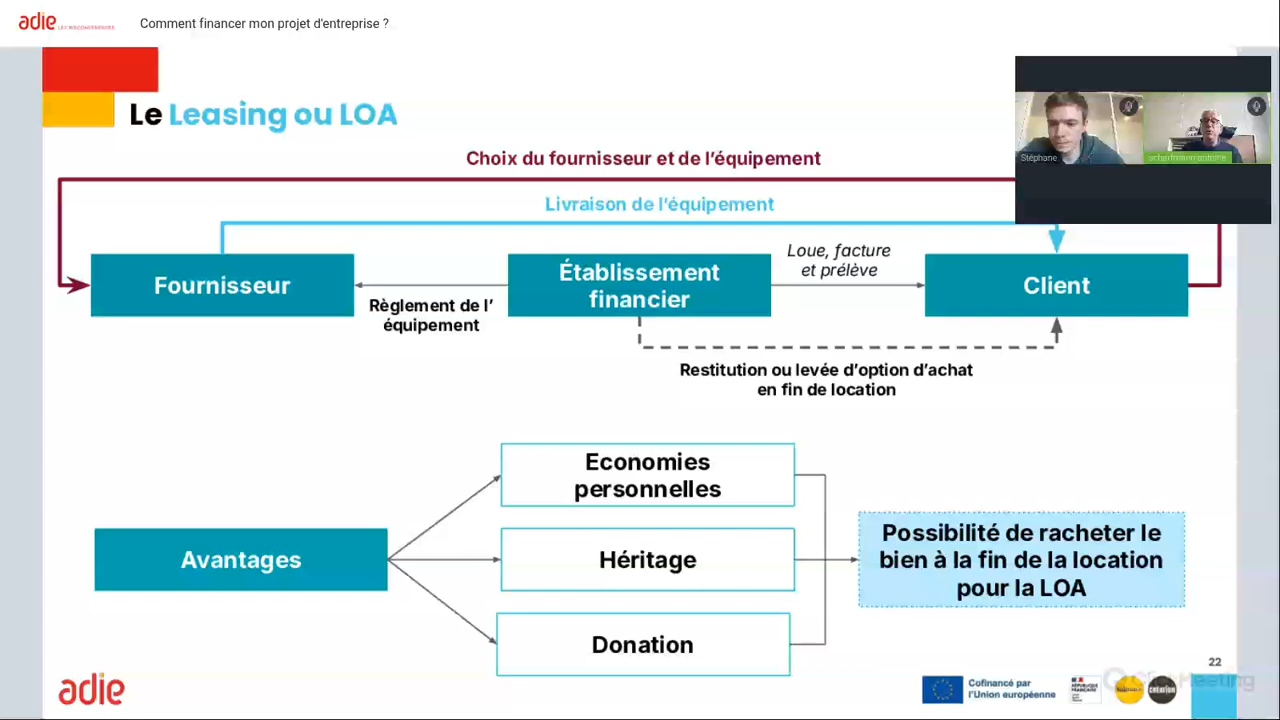 adie
Comment financer mon projet d'entreprise ?
Le Leasing ou LOA
Choix du fournisseur et de l'équipement
Stéphane
Livraison de l'équipement
Fournisseur
Établissement
financier
Loue, facture
et prélève
Client
Règlement de l'
équipement
Restitution ou levée d'option d'achat
en fin de location
Avantages
Economies
personnelles
Héritage
Donation
Possibilité de racheter le
bien à la fin de la location
pour la LOA
22
adie
Cofinancé par
l'Union européenne